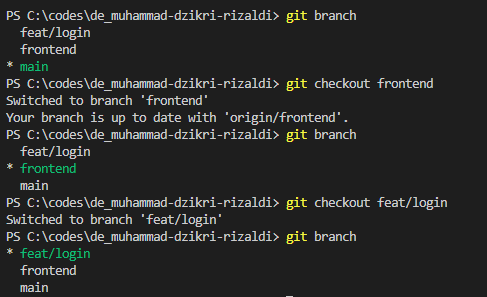 PS C:\codes\de_muhammad-dzikri-rizaldi> git branch
  feat/login
  frontend
* main
PS C:\codes\de_muhammad-dzikri-rizaldi> git checkout frontend
Switched to branch 'frontend'
Your branch is up to date with 'origin/frontend'.
PS C:\codes\de_muhammad-dzikri-rizaldi> git branch
  feat/login
* frontend
  main
PS C:\codes\de_muhammad-dzikri-rizaldi> git checkout feat/login
Switched to branch 'feat/login'
PS C:\codes\de_muhammad-dzikri-rizaldi> git branch
* feat/login
  frontend
  main